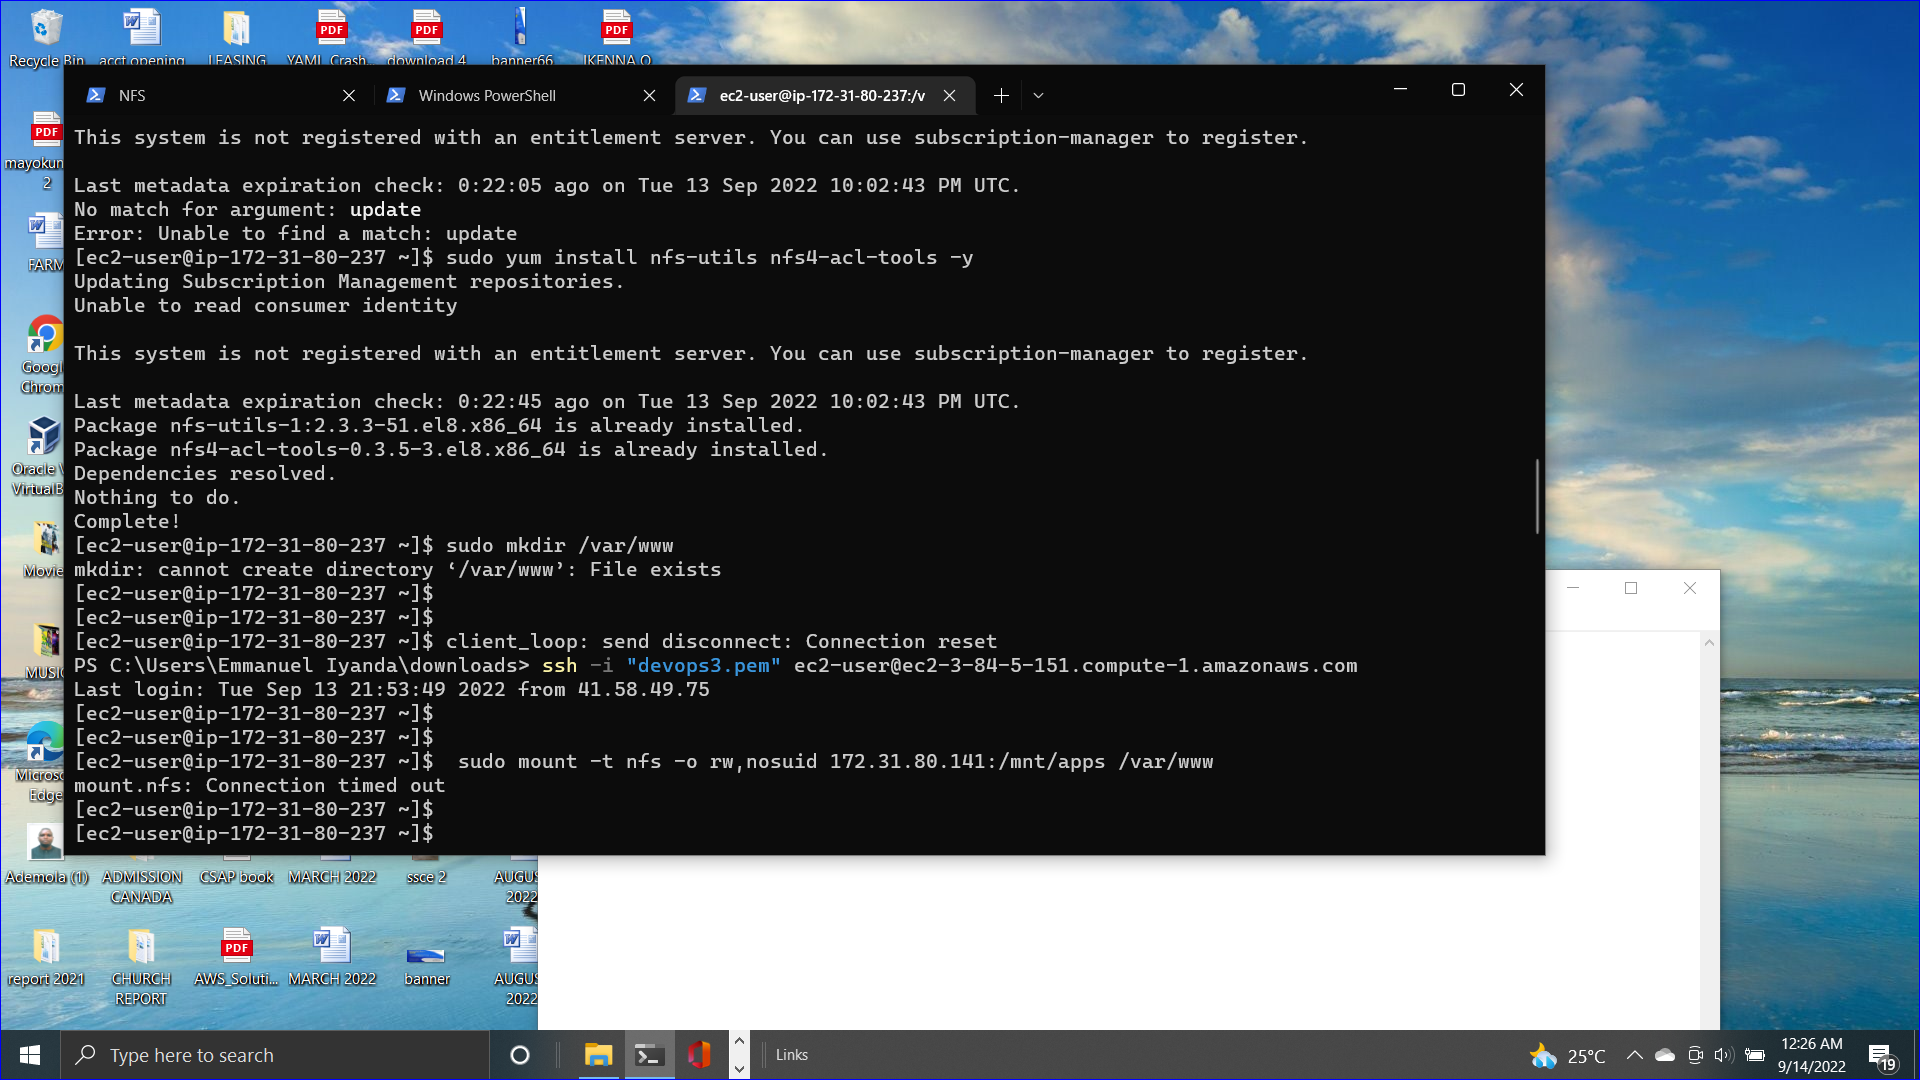 Recycle Bin
acct opening
LEASING
YAML Crash...
download 4
banner66
IKENNA O
NFS
Windows PowerShell
ec2-user@ip-172-31-80-237:/v
This system is not registered with an entitlement server. You can use subscription-manager to register.
Last metadata expiration check: 0:22:05 ago on Tue 13 Sep 2022 10:02:43 PM UTC.
No match for argument: update
Error: Unable to find a match: update
[ec2-user@ip-172-31-80-237 ~]$ sudo yum install nfs-utils nfs4-acl-tools -y
Updating Subscription Management repositories.
Unable to read consumer identity
This system is not registered with an entitlement server. You can use subscription-manager to register.
Last metadata expiration check: 0:22:45 ago on Tue 13 Sep 2022 10:02:43 PM UTC.
Package nfs-utils-1:2.3.3-51.el8.x86_64 is already installed.
Package nfs4-acl-tools-0.3.5-3.el8.x86_64 is already installed.
Dependencies resolved.
Nothing to do.
Complete!
[ec2-user@ip-172-31-80-237 ~]$ sudo mkdir /var/www
mkdir: cannot create directory ‘/var/www’: File exists
[ec2-user@ip-172-31-80-237 ~]$
[ec2-user@ip-172-31-80-237 ~]$
[ec2-user@ip-172-31-80-237 ~]$ client_loop: send disconnect: Connection reset
PS C:\Users\Emmanuel Iyanda\downloads> ssh -i "devops3.pem" ec2-user@ec2-3-84-5-151.compute-1.amazonaws.com
Last login: Tue Sep 13 21:53:49 2022 from 41.58.49.75
[ec2-user@ip-172-31-80-237 ~]$
[ec2-user@ip-172-31-80-237 ~]$
[ec2-user@ip-172-31-80-237 ~]$  sudo mount -t nfs -o rw,nosuid 172.31.80.141:/mnt/apps /var/www
mount.nfs: Connection timed out
[ec2-user@ip-172-31-80-237 ~]$
[ec2-user@ip-172-31-80-237 ~]$
PDF
PDF
PDF
PDF
mayokun
2
FARM
Googl
Chrom
Oracle V
VirtualB
Movie
MUSIC
Microso
Edge
Ademola (1)
ADMISSION
CANADA
CSAP book
MARCH 2022
ssce 2
AUGUS
2022
report 2021
CHURCH
REPORT
PDF
AWS_Soluti...
MARCH 2022
banner
AUGUS
2022
Type here to search
Links
25°C
12:26 AM
9/14/2022
19